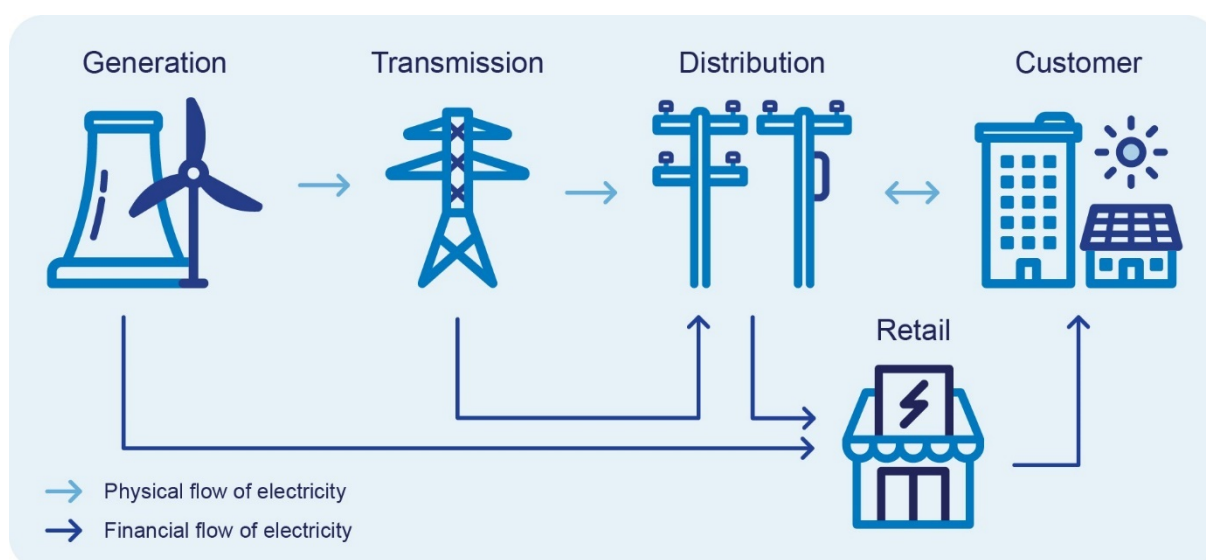 Generation
Transmission
Distribution
Customer
Retail
Physical flow of electricity
Financial flow of electricity